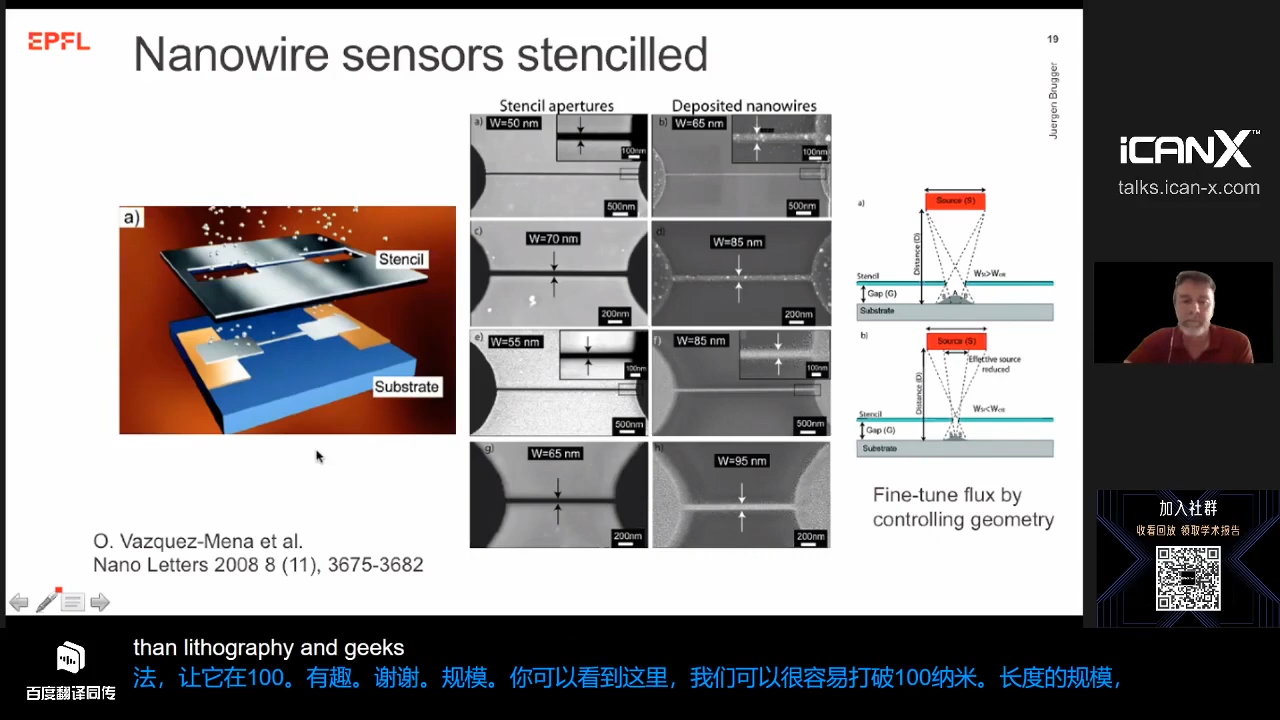 EPFL
Nanowire sensors stencilled
19
Juergen Brugger
Stencil apertures
Deposited nanowires
a)
Stencil
Substrate
a) W=50 nm
100nm
500nm
b) W=65 nm
100nm
500nm
c) W=70 nm
200nm
d) W=85 nm
200nm
e) W=55 nm
100nm
500nm
f) W=85 nm
100nm
500nm
g) W=65 nm
200nm
h) W=95 nm
200nm
a)
Source (S)
Distance (D)
Stencil
Gap (G)
Substrate
b)
Source (S)
Effective source
reduced
Distance (D)
Stencil
Gap (G)
Substrate
Fine-tune flux by
controlling geometry
O. Vazquez-Mena et al.
Nano Letters 2008 8 (11), 3675-3682
iCANX™
talks.ican-x.com
加入社群
收看回放 领取学术报告
百度翻译同传
than lithography and geeks
法，让它在100。有趣。谢谢。规模。你可以看到这里，我们可以很容易打破100纳米。长度的规模，